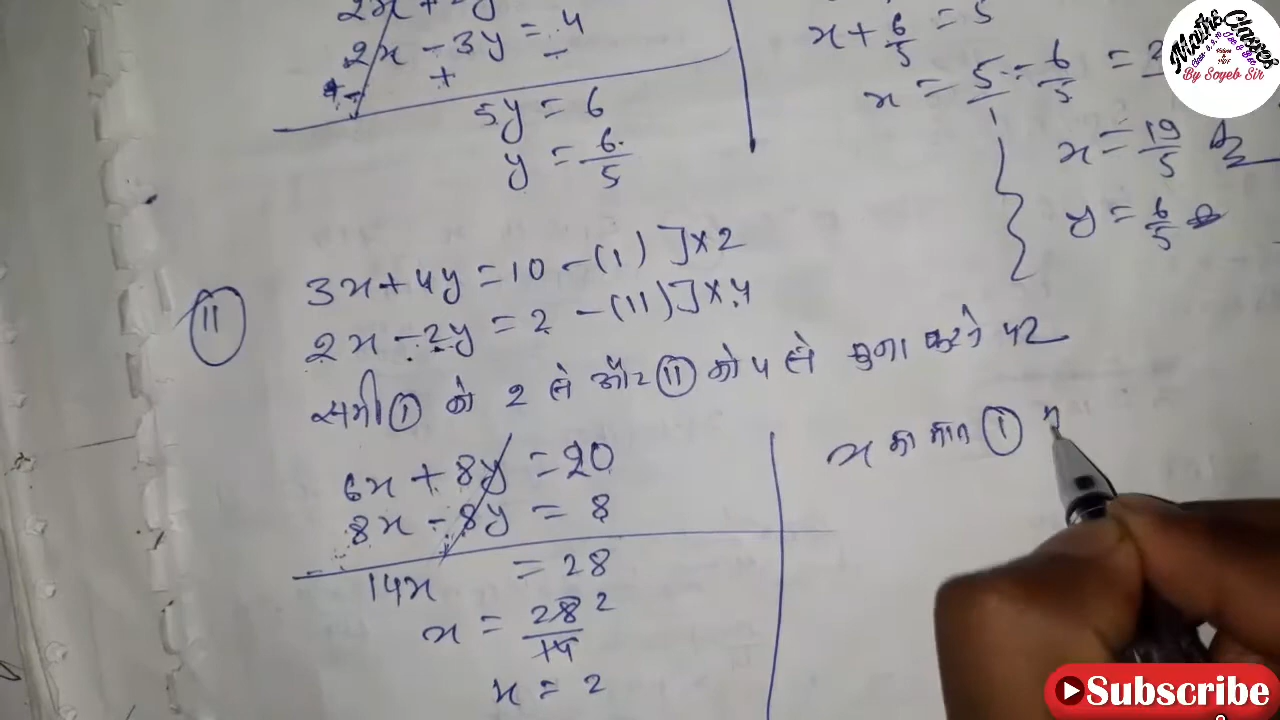 2x - 3y = 4
5y = 6
y = 6/5
x + 6/5 = 5
x = 5/1 - 6/5 =
x = 19/5
y = 6/5
(II) 3x + 4y = 10 - (I) ] × 2
2x - 2y = 2 - (II) ] × 4
समी (I) को 2 से और (II) को 4 से गुना करने पर
6x + 8y = 20
8x - 8y = 8
14x = 28
x = 28/14 2
x = 2
x का मान (I) में
Maths Classes
By Soyeb Sir
Subscribe